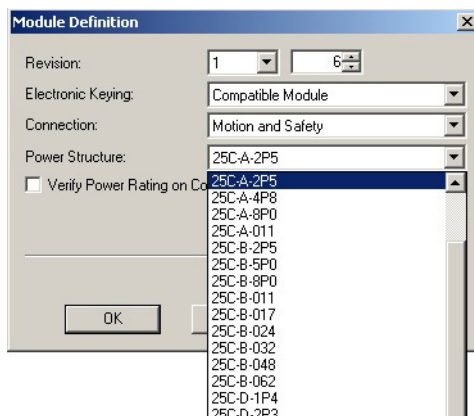 Module Definition
Revision: 1 6
Electronic Keying: Compatible Module
Connection: Motion and Safety
Power Structure: 25C-A-2P5
Verify Power Rating on Co
25C-A-2P5
25C-A-4P8
25C-A-8P0
25C-A-011
25C-B-2P5
25C-B-5P0
25C-B-8P0
25C-B-011
25C-B-017
25C-B-024
25C-B-032
25C-B-048
25C-B-062
25C-D-1P4
25C-D-2P3
OK